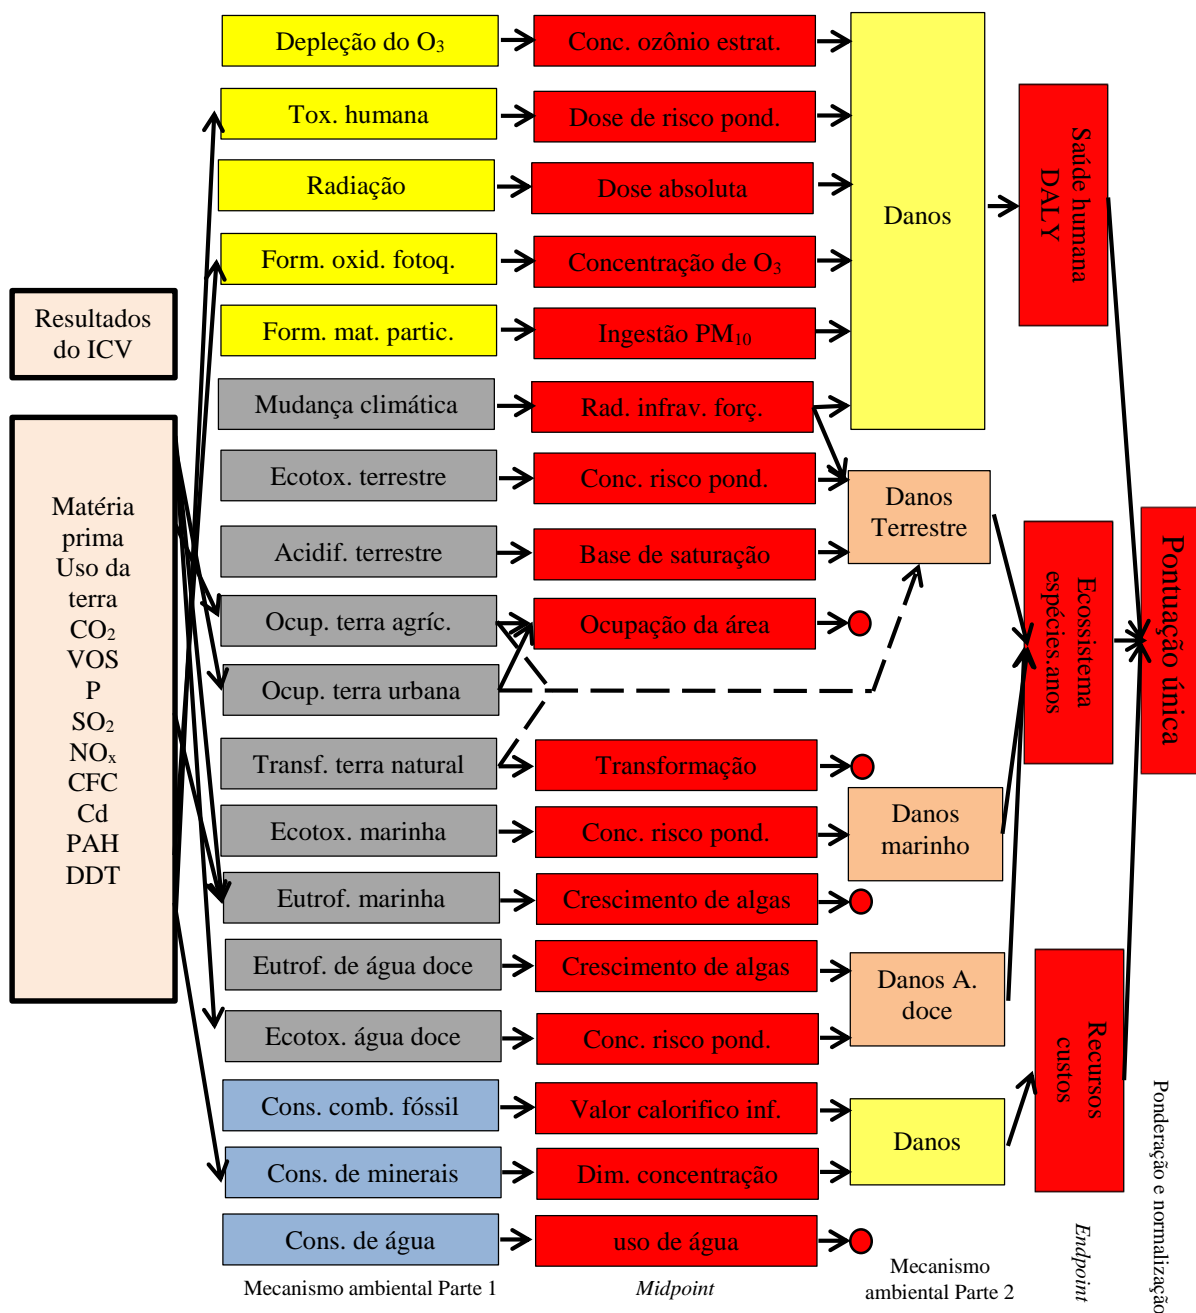 Resultados
do ICV
Matéria
prima
Uso da
terra
CO₂
VOS
P
SO₂
NOₓ
CFC
Cd
PAH
DDT
Depleção do O₃
Conc. ozônio estrat.
Tox. humana
Dose de risco pond.
Radiação
Dose absoluta
Form. oxid. fotoq.
Concentração de O₃
Form. mat. partic.
Ingestão PM₁₀
Mudança climática
Rad. infrav. forç.
Ecotox. terrestre
Conc. risco pond.
Acidif. terrestre
Base de saturação
Ocup. terra agríc.
Ocupação da área
Ocup. terra urbana
Transf. terra natural
Transformação
Ecotox. marinha
Conc. risco pond.
Eutrof. marinha
Crescimento de algas
Eutrof. de água doce
Crescimento de algas
Ecotox. água doce
Conc. risco pond.
Cons. comb. fóssil
Valor calorifico inf.
Cons. de minerais
Dim. concentração
Cons. de água
uso de água
Danos
Danos
Terrestre
Danos
marinho
Danos A.
doce
Danos
Saúde humana
DALY
Ecossistema
espécies.anos
Recursos
custos
Pontuação única
Mecanismo ambiental Parte 1
Midpoint
Mecanismo
ambiental Parte 2
Endpoint
Ponderação e normalização